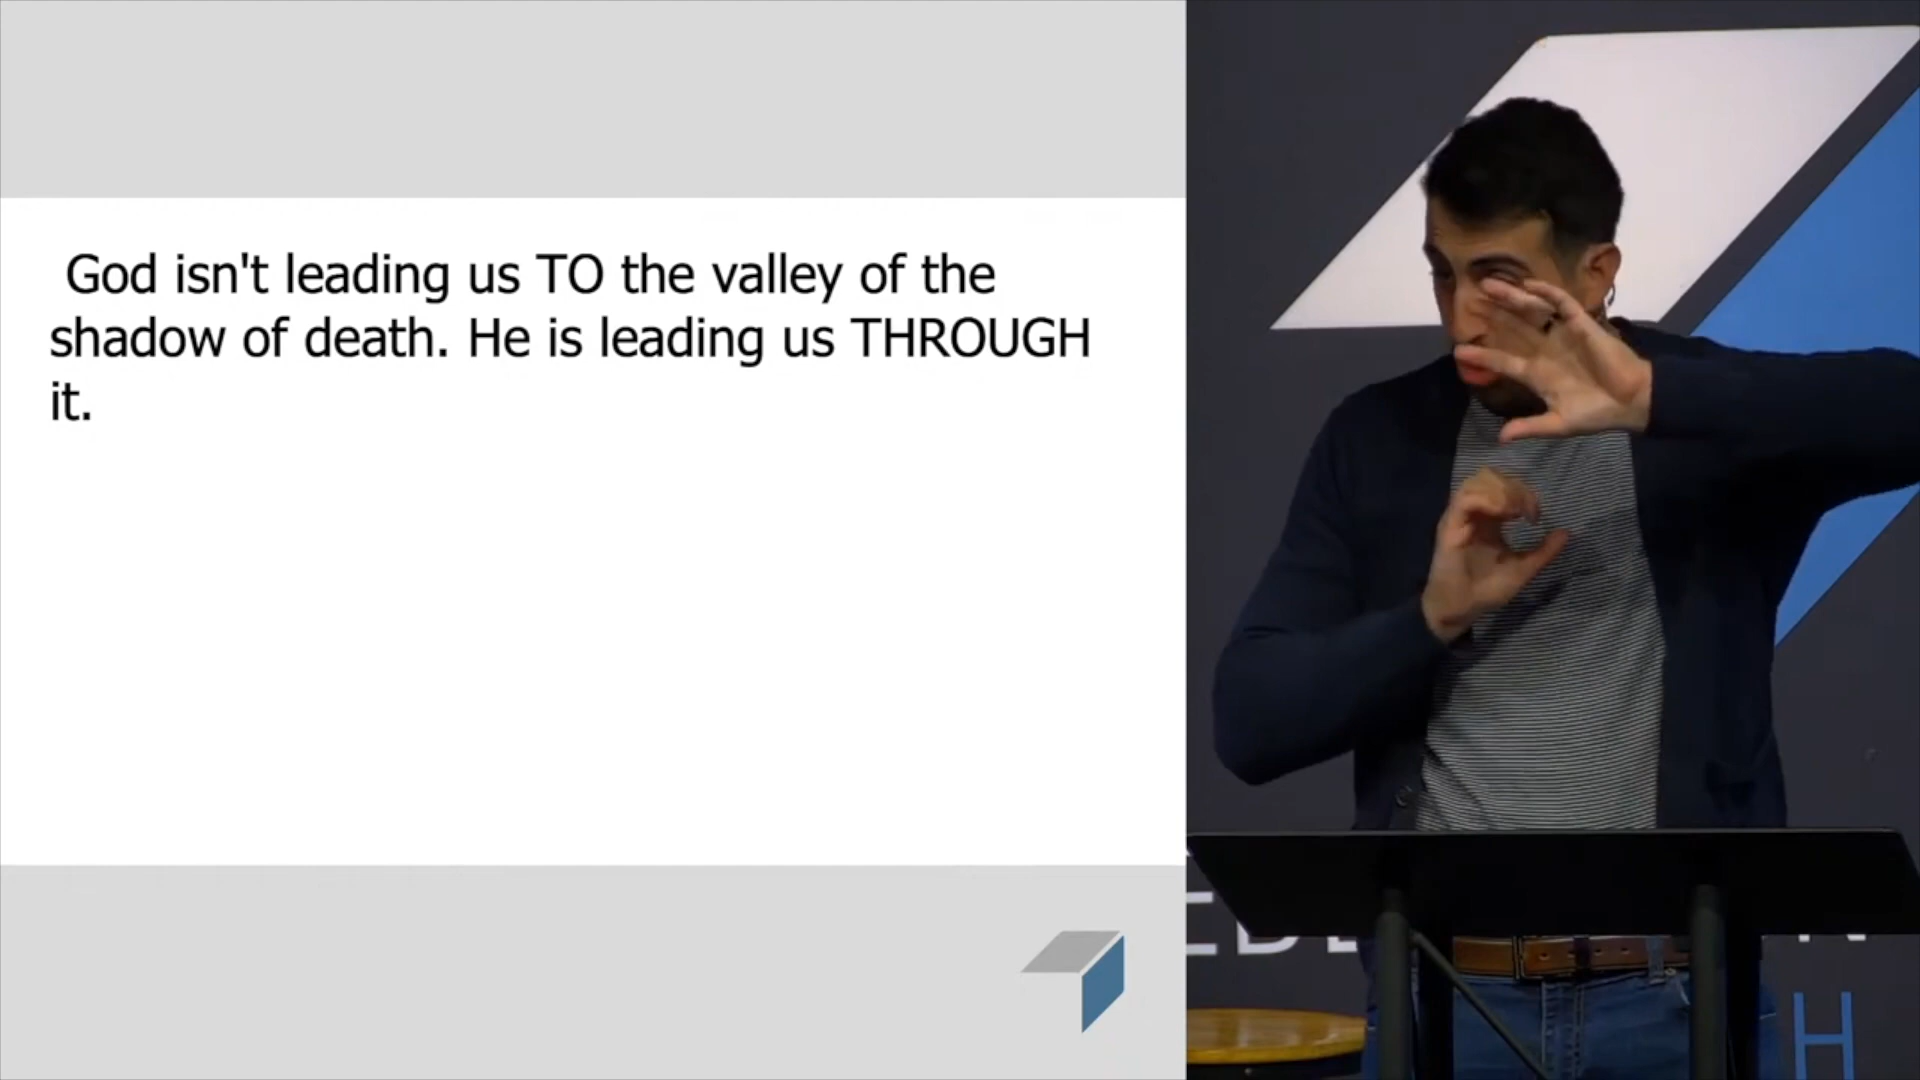 God isn't leading us TO the valley of the
shadow of death. He is leading us THROUGH
it.
H